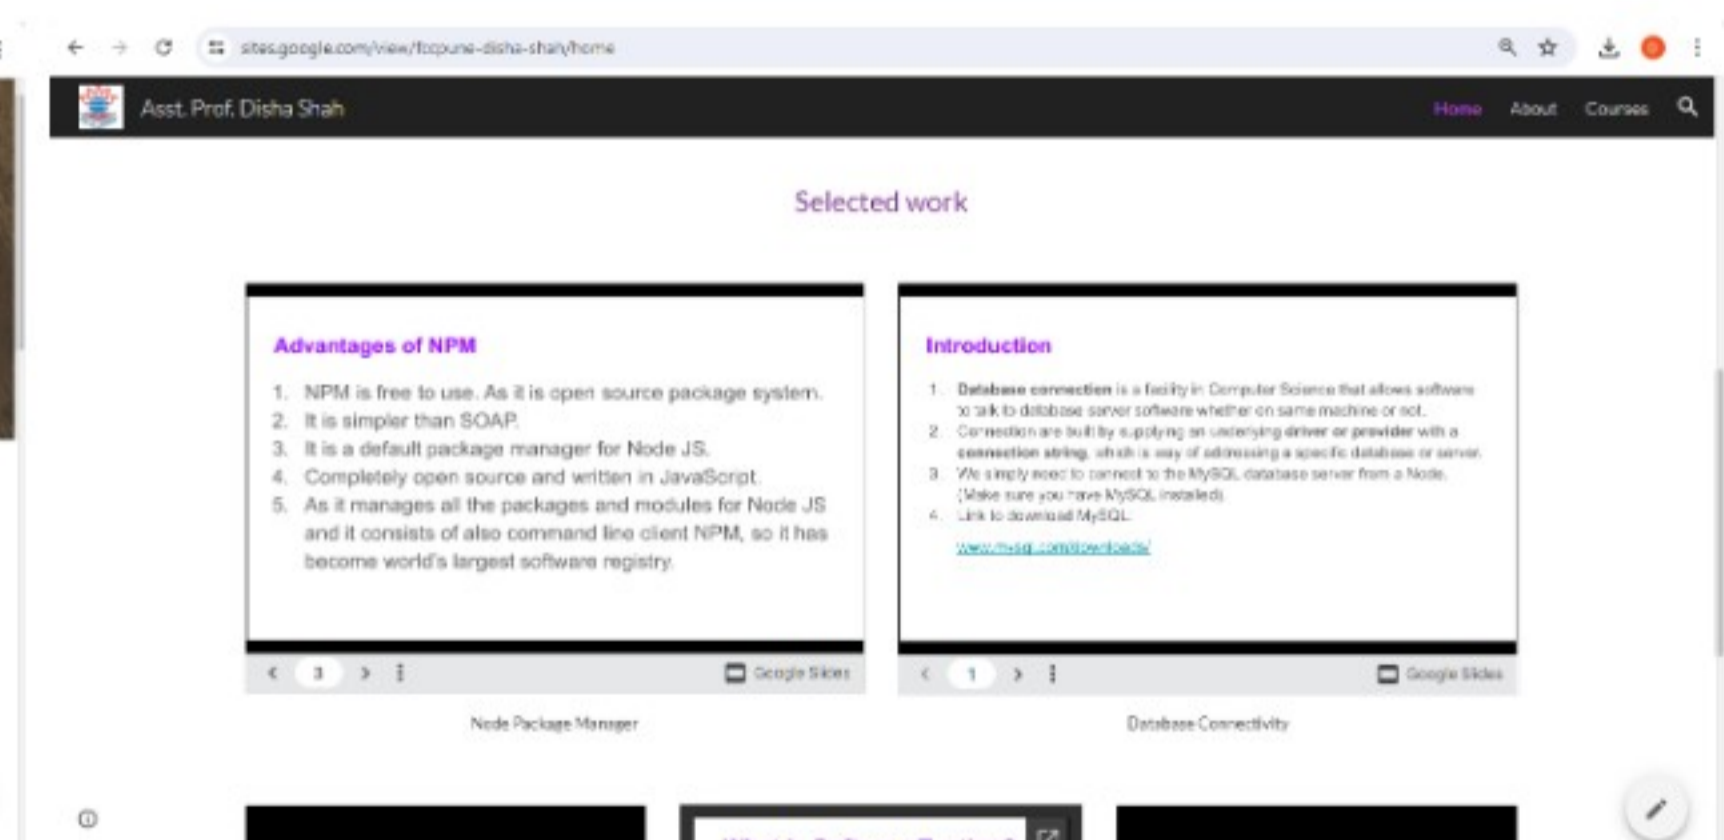 sites.google.com/view/fccpune-disha-shah/home
Asst. Prof. Disha Shah
Home About Courses
Selected work
Advantages of NPM
1. NPM is free to use. As it is open source package system.
2. It is simpler than SOAP.
3. It is a default package manager for Node JS.
4. Completely open source and written in JavaScript.
5. As it manages all the packages and modules for Node JS
and it consists of also command line client NPM, so it has
become world's largest software registry.
3
Google Slides
Node Package Manager
Introduction
1. Database connection is a facility in Computer Science that allows software
to talk to database server software whether on same machine or not.
2. Connection are built by supplying an underlying driver or provider with a
connection string, which is way of addressing a specific database or server.
3. We simply need to connect to the MySQL database server from a Node.
(Make sure you have MySQL installed).
4. Link to download MySQL:
www.mysql.com/downloads/
1
Google Slides
Database Connectivity